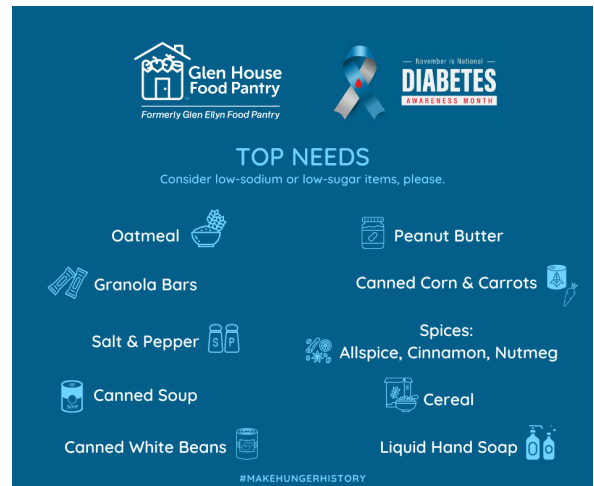 Glen House
Food Pantry
Formerly Glen Ellyn Food Pantry
November is National
DIABETES
AWARENESS MONTH
TOP NEEDS
Consider low-sodium or low-sugar items, please.
Oatmeal
Peanut Butter
Granola Bars
Canned Corn & Carrots
Salt & Pepper
S P
Spices:
Allspice, Cinnamon, Nutmeg
SOUP
Canned Soup
Cereal
Canned White Beans
Liquid Hand Soap
#MAKEHUNGERHISTORY